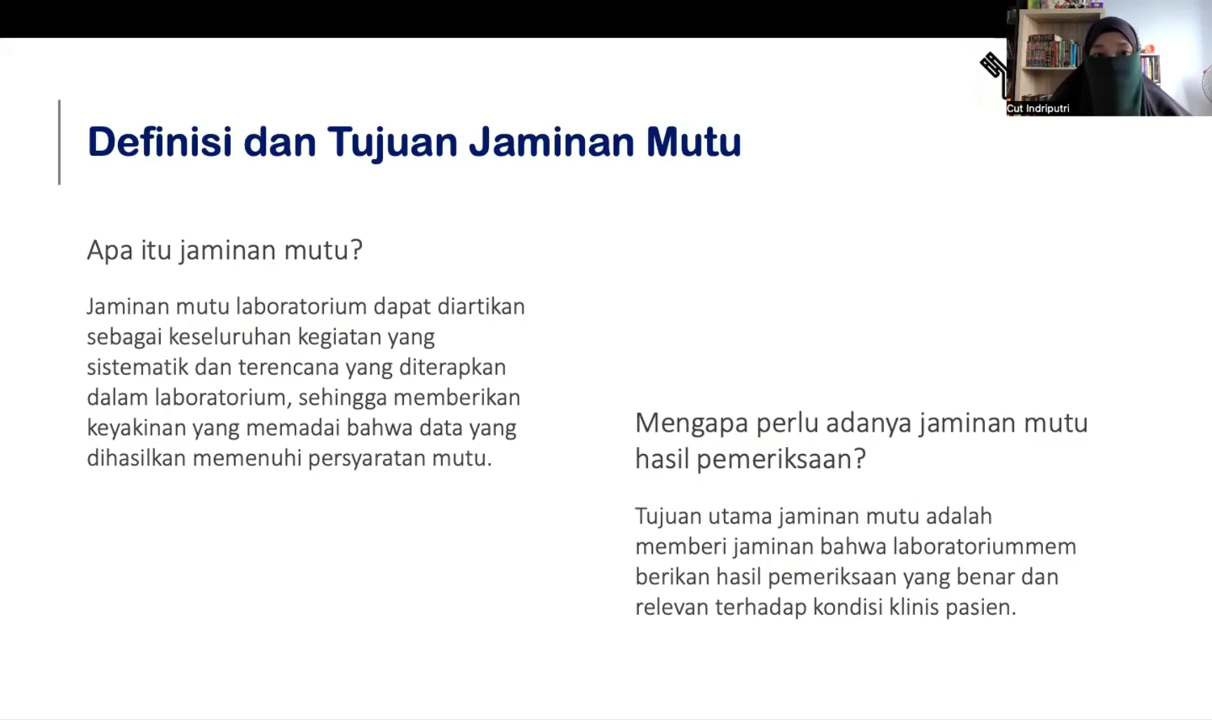 Cut Indriputri
Definisi dan Tujuan Jaminan Mutu
Apa itu jaminan mutu?
Jaminan mutu laboratorium dapat diartikan
sebagai keseluruhan kegiatan yang
sistematik dan terencana yang diterapkan
dalam laboratorium, sehingga memberikan
keyakinan yang memadai bahwa data yang
dihasilkan memenuhi persyaratan mutu.
Mengapa perlu adanya jaminan mutu
hasil pemeriksaan?
Tujuan utama jaminan mutu adalah
memberi jaminan bahwa laboratoriummem
berikan hasil pemeriksaan yang benar dan
relevan terhadap kondisi klinis pasien.